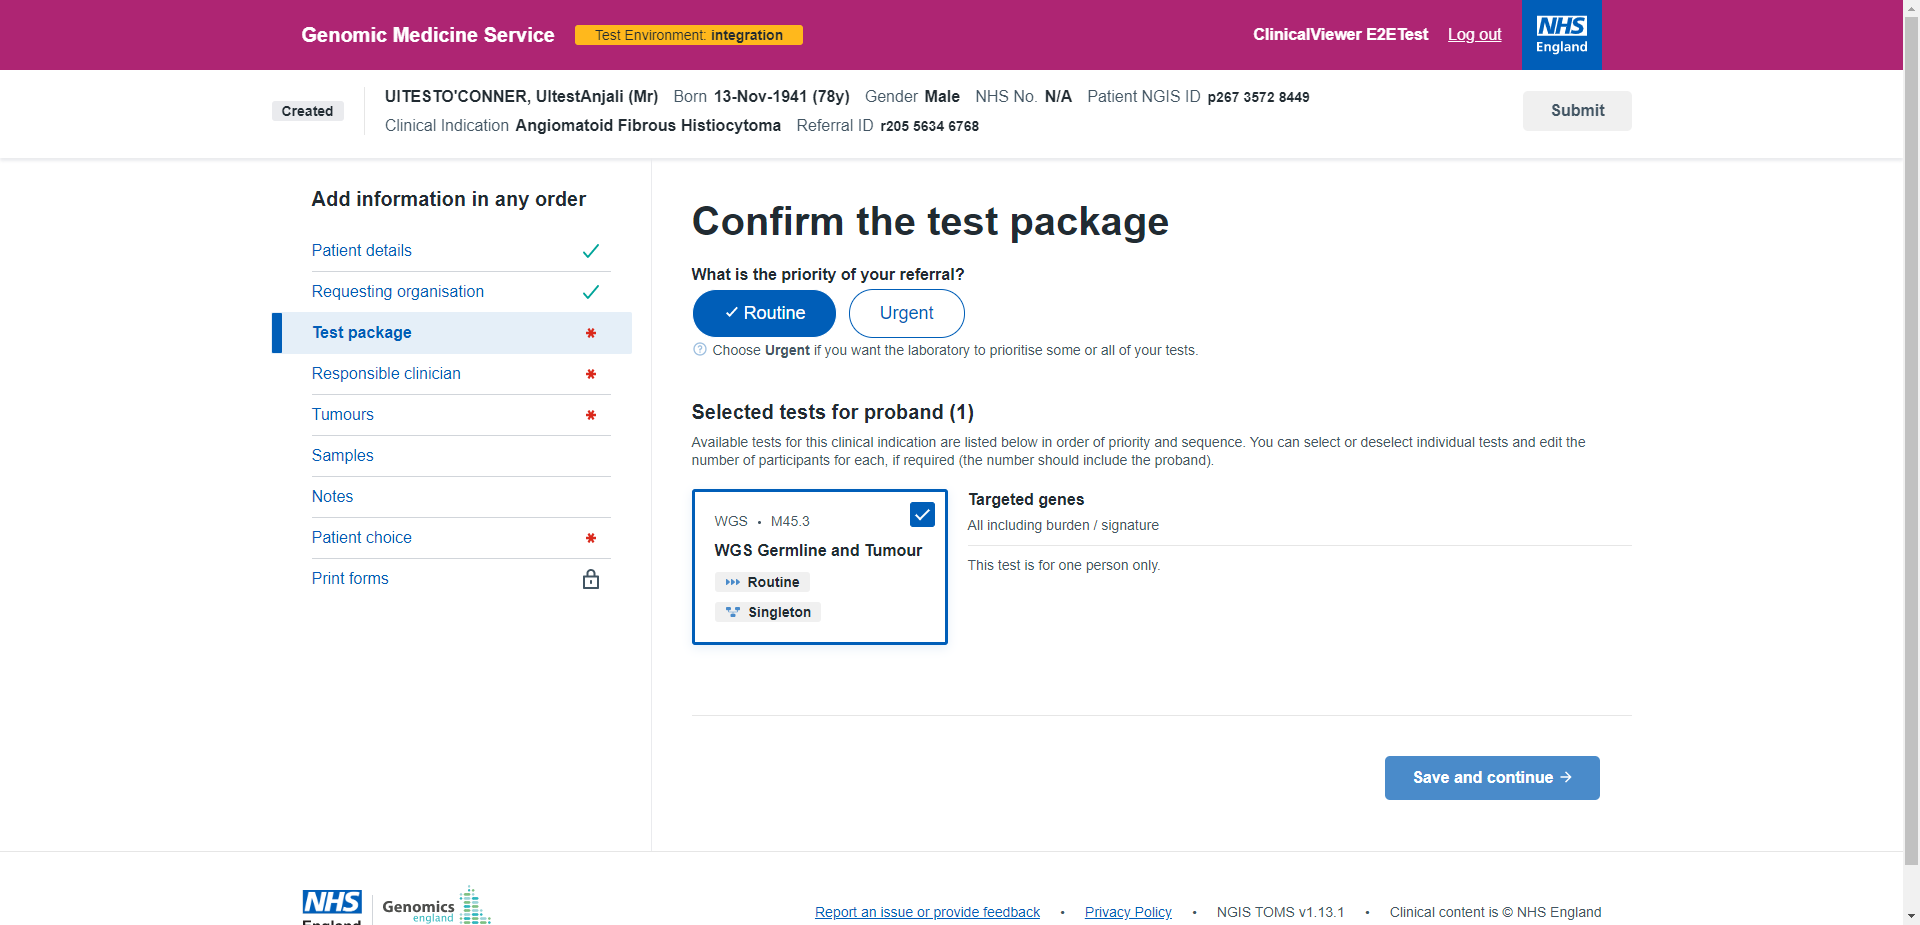 Genomic Medicine Service
Test Environment: integration
ClinicalViewer E2ETest
Log out
NHS
England
Created
UITESTO'CONNER, UItestAnjali (Mr) Born 13-Nov-1941 (78y) Gender Male NHS No. N/A Patient NGIS ID p267 3572 8449
Clinical Indication Angiomatoid Fibrous Histiocytoma Referral ID r205 5634 6768
Submit
Add information in any order
Patient details
Requesting organisation
Test package *
Responsible clinician *
Tumours *
Samples
Notes
Patient choice *
Print forms
Confirm the test package
What is the priority of your referral?
Routine
Urgent
Choose Urgent if you want the laboratory to prioritise some or all of your tests.
Selected tests for proband (1)
Available tests for this clinical indication are listed below in order of priority and sequence. You can select or deselect individual tests and edit the
number of participants for each, if required (the number should include the proband).
WGS • M45.3
WGS Germline and Tumour
Routine
Singleton
Targeted genes
All including burden / signature
This test is for one person only.
Save and continue →
NHS
England
Genomics
england
Report an issue or provide feedback • Privacy Policy • NGIS TOMS v1.13.1 • Clinical content is © NHS England